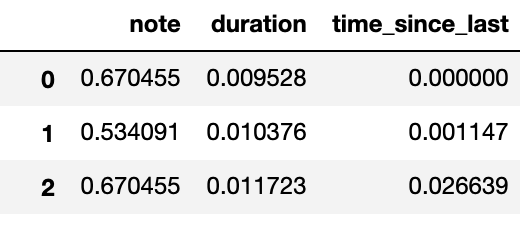 note duration time_since_last
0 0.670455 0.009528 0.000000
1 0.534091 0.010376 0.001147
2 0.670455 0.011723 0.026639